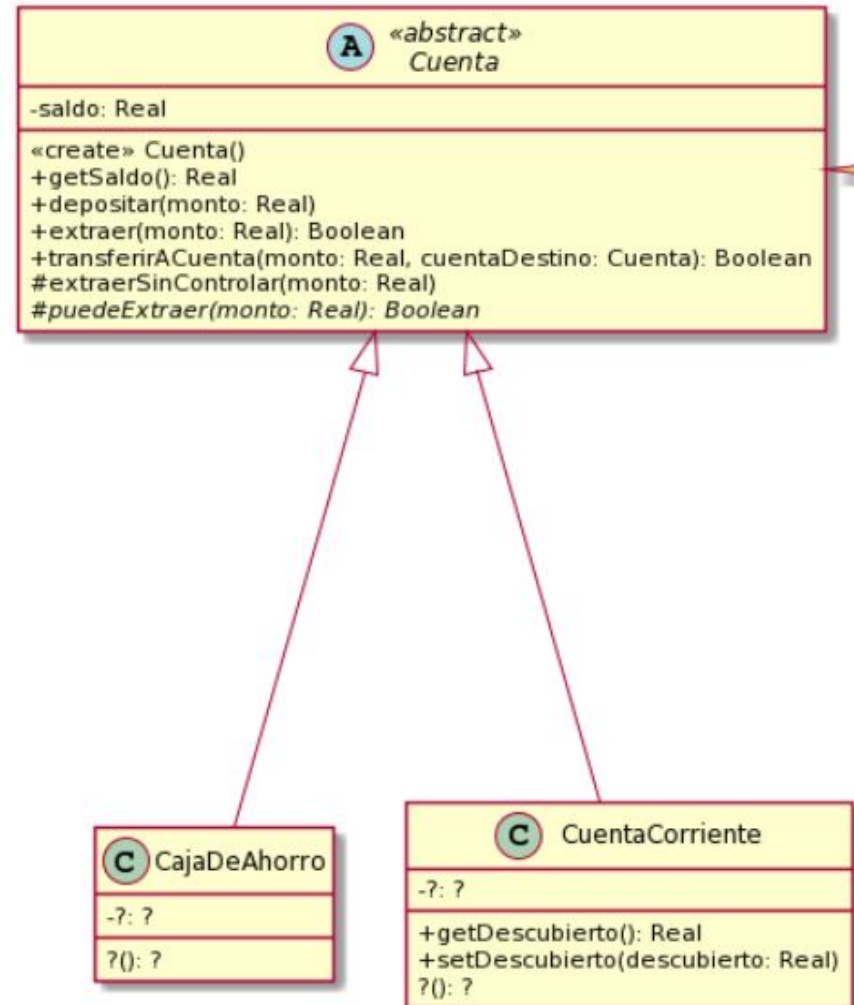 A «abstract»
Cuenta
-saldo: Real
«create» Cuenta()
+getSaldo(): Real
+depositar(monto: Real)
+extraer(monto: Real): Boolean
+transferirACuenta(monto: Real, cuentaDestino: Cuenta): Boolean
#extraerSinControlar(monto: Real)
#puedeExtraer(monto: Real): Boolean
C CajaDeAhorro
-?: ?
?(): ?
C CuentaCorriente
-?: ?
+getDescubierto(): Real
+setDescubierto(descubierto: Real)
?(): ?